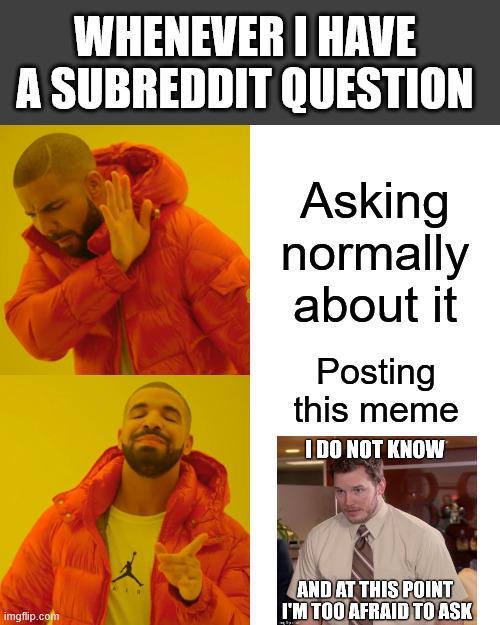 WHENEVER I HAVE
A SUBREDDIT QUESTION
Asking
normally
about it
Posting
this meme
I DO NOT KNOW
AND AT THIS POINT
I'M TOO AFRAID TO ASK
AIR
imgflip.com